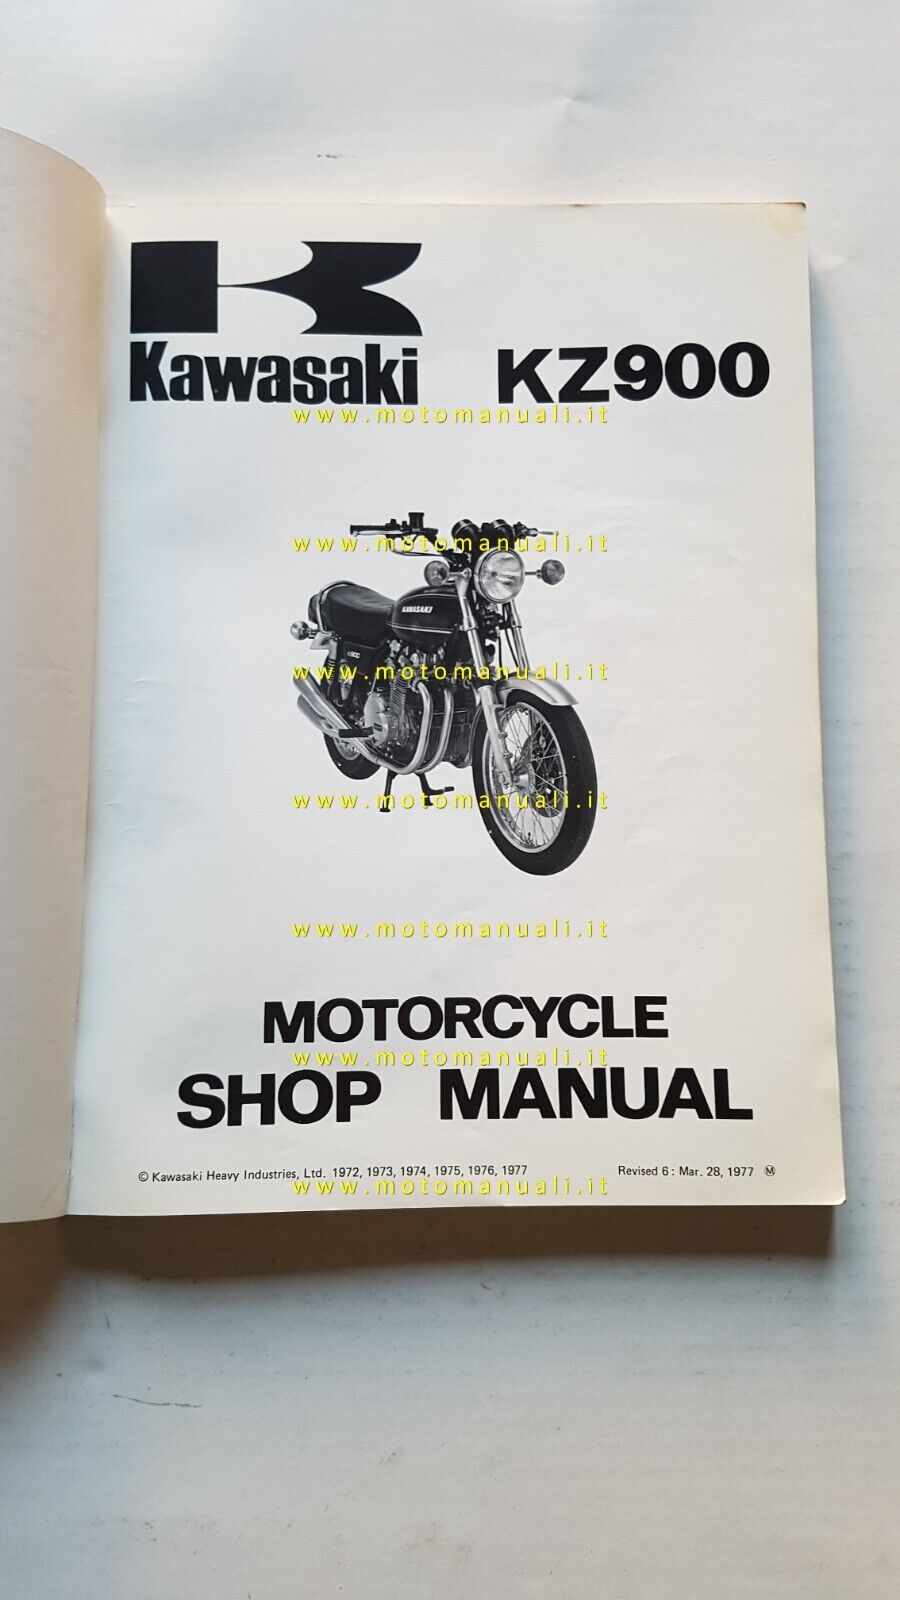 Kawasaki KZ900
www.motomanuali.it
www.motomanuali.it
KAWASAKI
KZ900
www.motomanuali.it
www.motomanuali.it
www.motomanuali.it
MOTORCYCLE
www.motomanuali.it
SHOP MANUAL
© Kawasaki Heavy Industries, Ltd. 1972, 1973, 1974, 1975, 1976, 1977 Revised 6: Mar. 28, 1977 Ⓜ
www.motomanuali.it